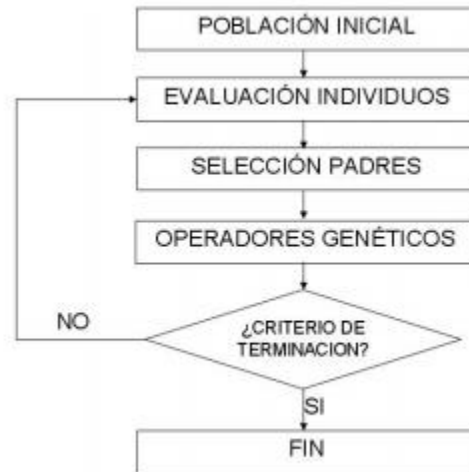 POBLACIÓN INICIAL
EVALUACIÓN INDIVIDUOS
SELECCIÓN PADRES
OPERADORES GENÉTICOS
¿CRITERIO DE
TERMINACION?
NO
SI
FIN